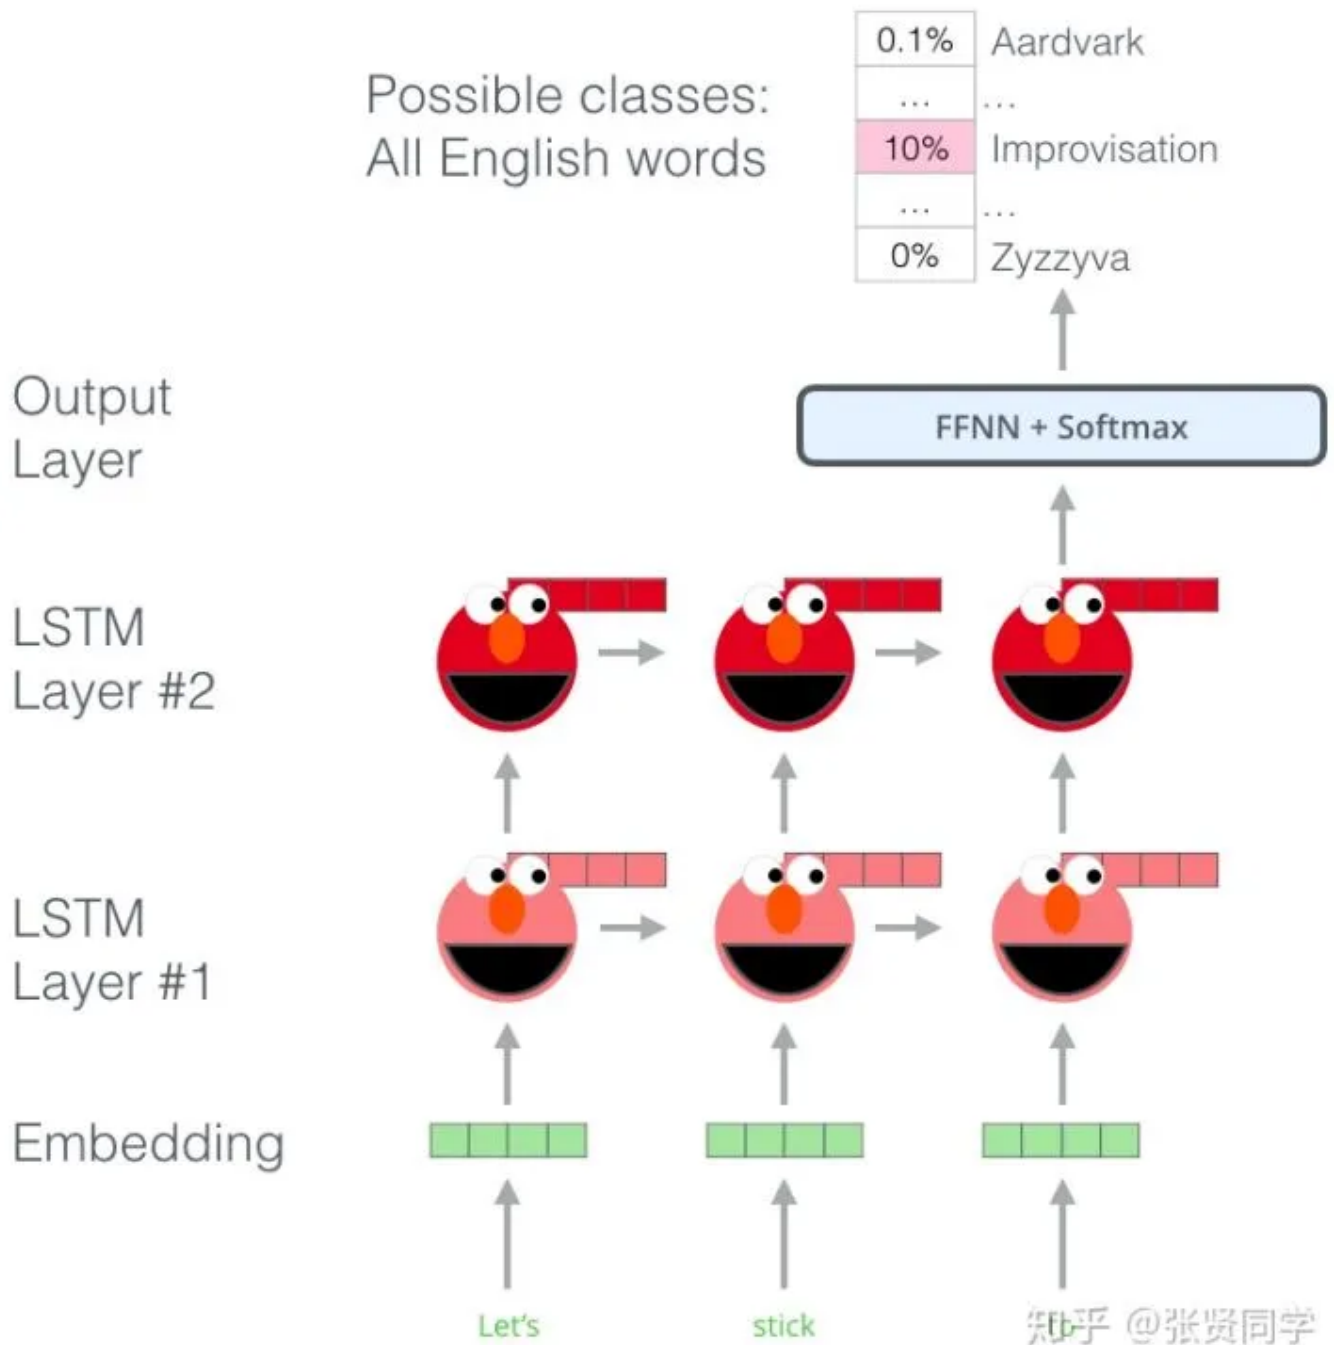 0.1% Aardvark
Possible classes:
... ...
All English words
10% Improvisation
... ...
0% Zyzzyva
Output
Layer
FFNN + Softmax
LSTM
Layer #2
LSTM
Layer #1
Embedding
Let's stick to
知乎 @张贤同学